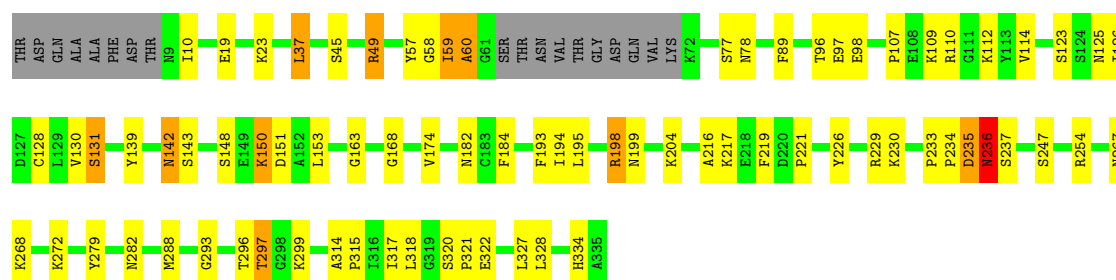 THR ASP GLN ALA ALA PHE ASP THR N9 I10 E19 K23 L37 S45 R49 Y57 G58 I59 A60 G61 SER THR ASN VAL THR GLY ASP GLN VAL LYS K72 S77 N78 F89 T96 E97 E98 P107 E108 K109 R110 G111 K112 Y113 V114 S123 S124 N125
D127 C128 L129 V130 S131 Y139 N142 S143 S148 E149 K150 D151 A152 L153 G163 G168 V174 N182 C183 F184 F193 I194 L195 R198 N199 K204 A216 K217 E218 F219 D220 P221 Y226 R229 K230 P233 P234 D235 N236 S237 S247 R254
K268 K272 Y279 N282 M288 G293 T296 T297 G298 K299 A314 P315 I316 I317 L318 G319 S320 P321 E322 L327 L328 H334 A335